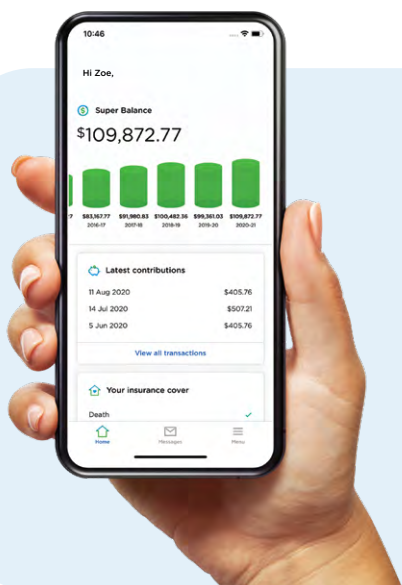 10:46
Hi Zoe,
Super Balance
$109,872.77
7 $83,167.77 $91,980.83 $100,482.36 $99,361.03 $109,872.77
2016-17 2017-18 2018-19 2019-20 2020-21
Latest contributions
11 Aug 2020 $405.76
14 Jul 2020 $507.21
5 Jun 2020 $405.76
View all transactions
Your insurance cover
Death
Home Messages Menu